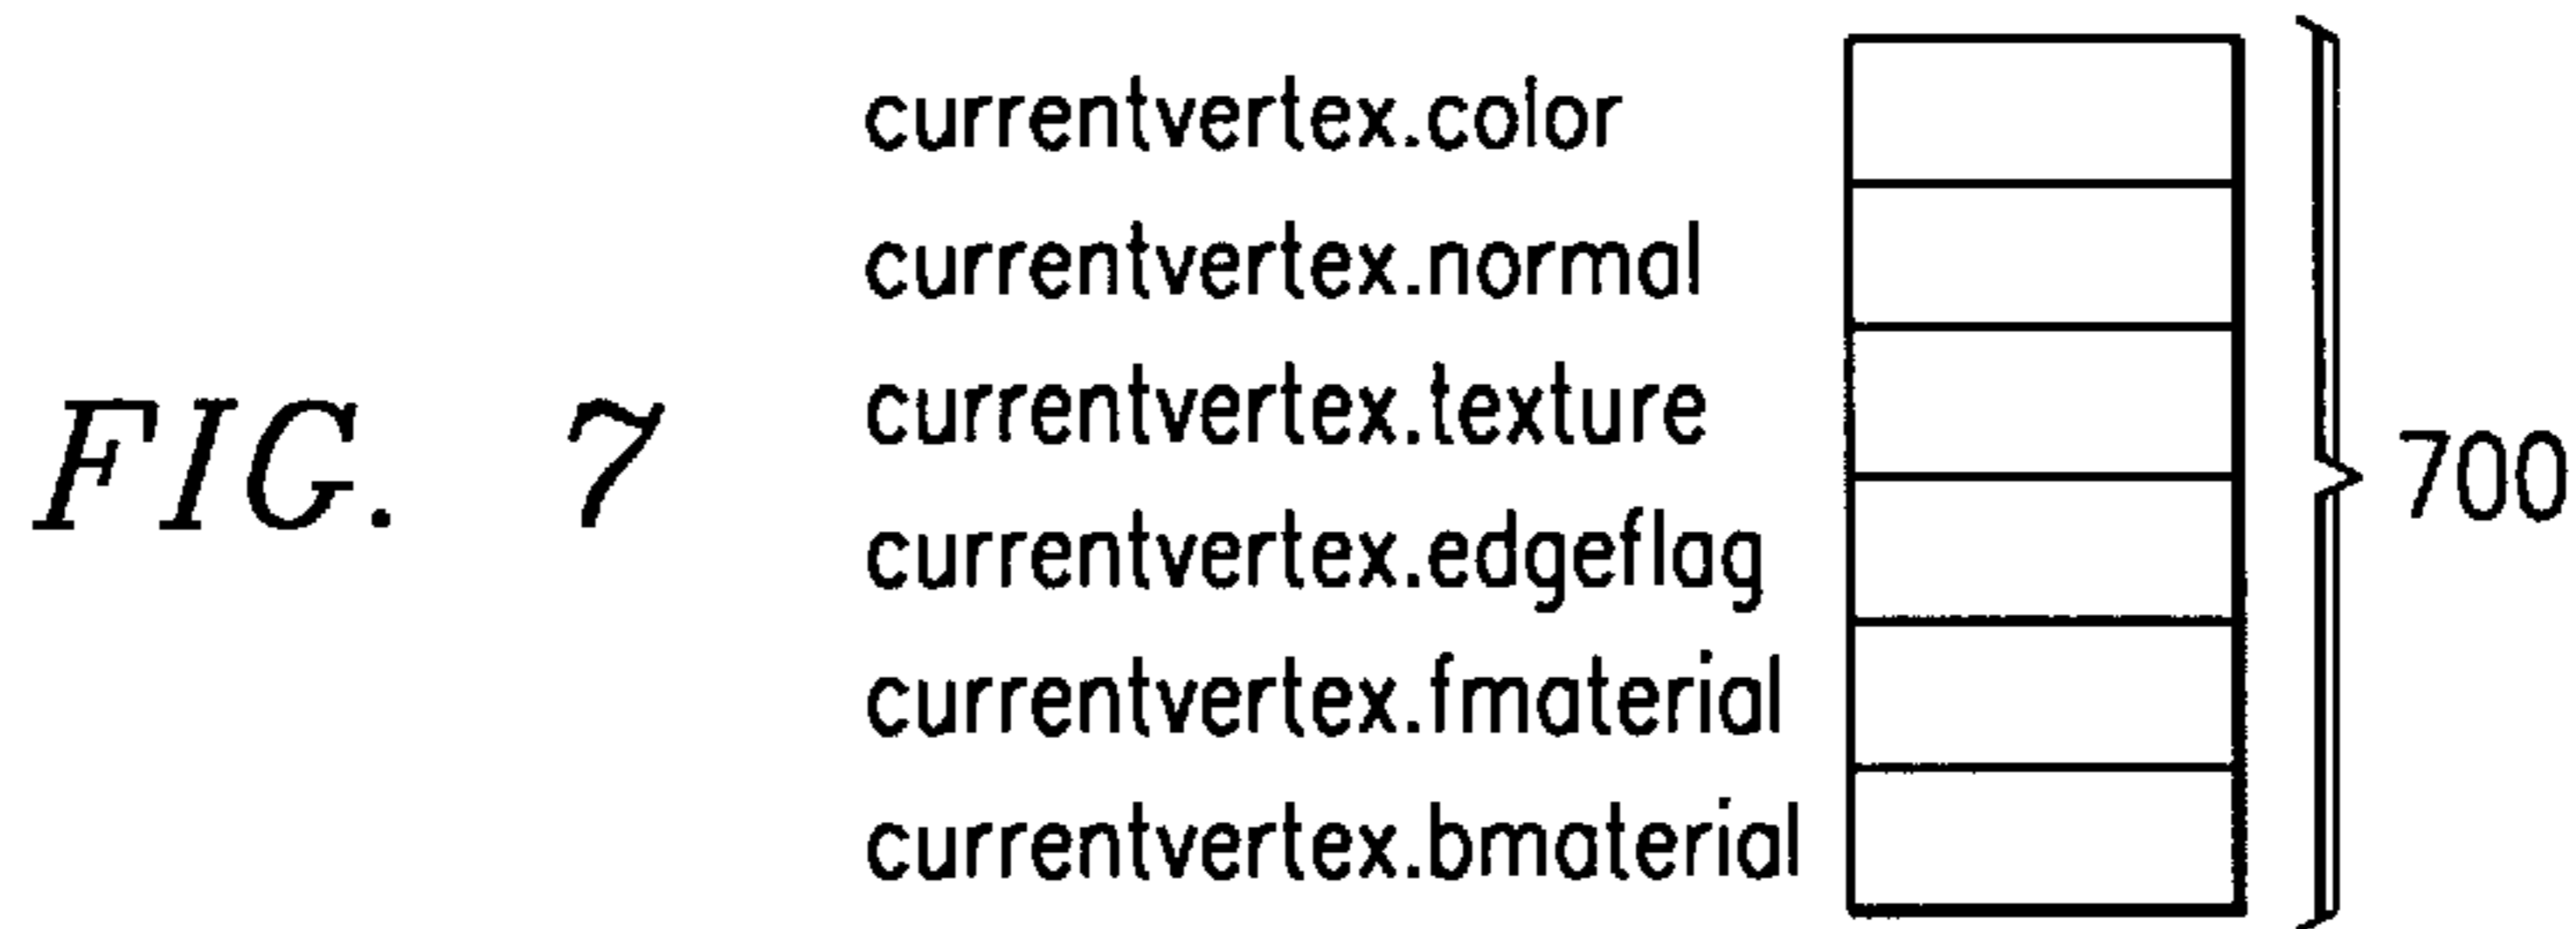 FIG. 7
currentvertex.color
currentvertex.normal
currentvertex.texture
currentvertex.edgeflag
currentvertex.fmaterial
currentvertex.bmaterial
700